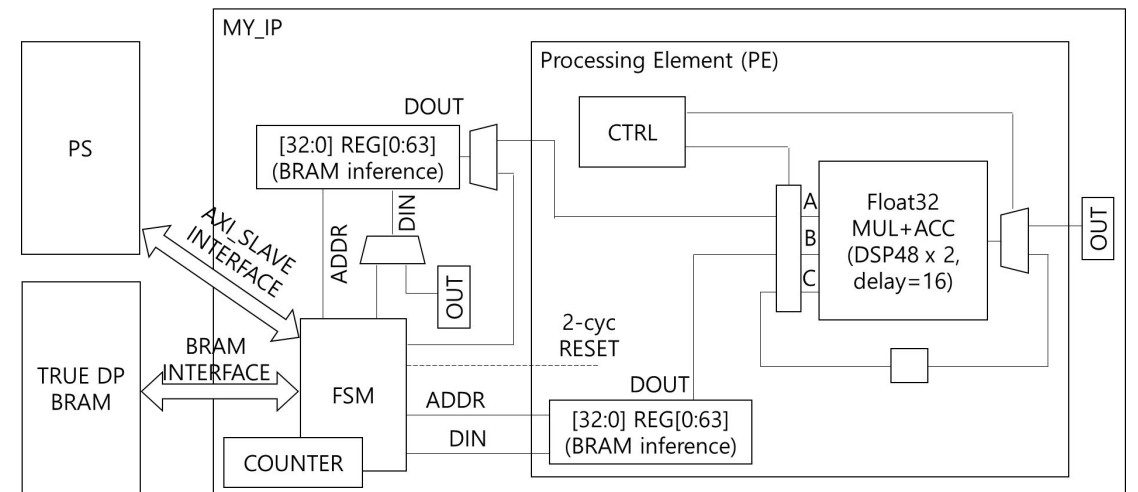 MY_IP
Processing Element (PE)
PS
DOUT
[32:0] REG[0:63]
(BRAM inference)
CTRL
AXI_SLAVE
INTERFACE
ADDR
DIN
OUT
A
B
C
Float32
MUL+ACC
(DSP48 x 2,
delay=16)
OUT
TRUE DP
BRAM
BRAM
INTERFACE
FSM
COUNTER
2-cyc
RESET
ADDR
DIN
DOUT
[32:0] REG[0:63]
(BRAM inference)